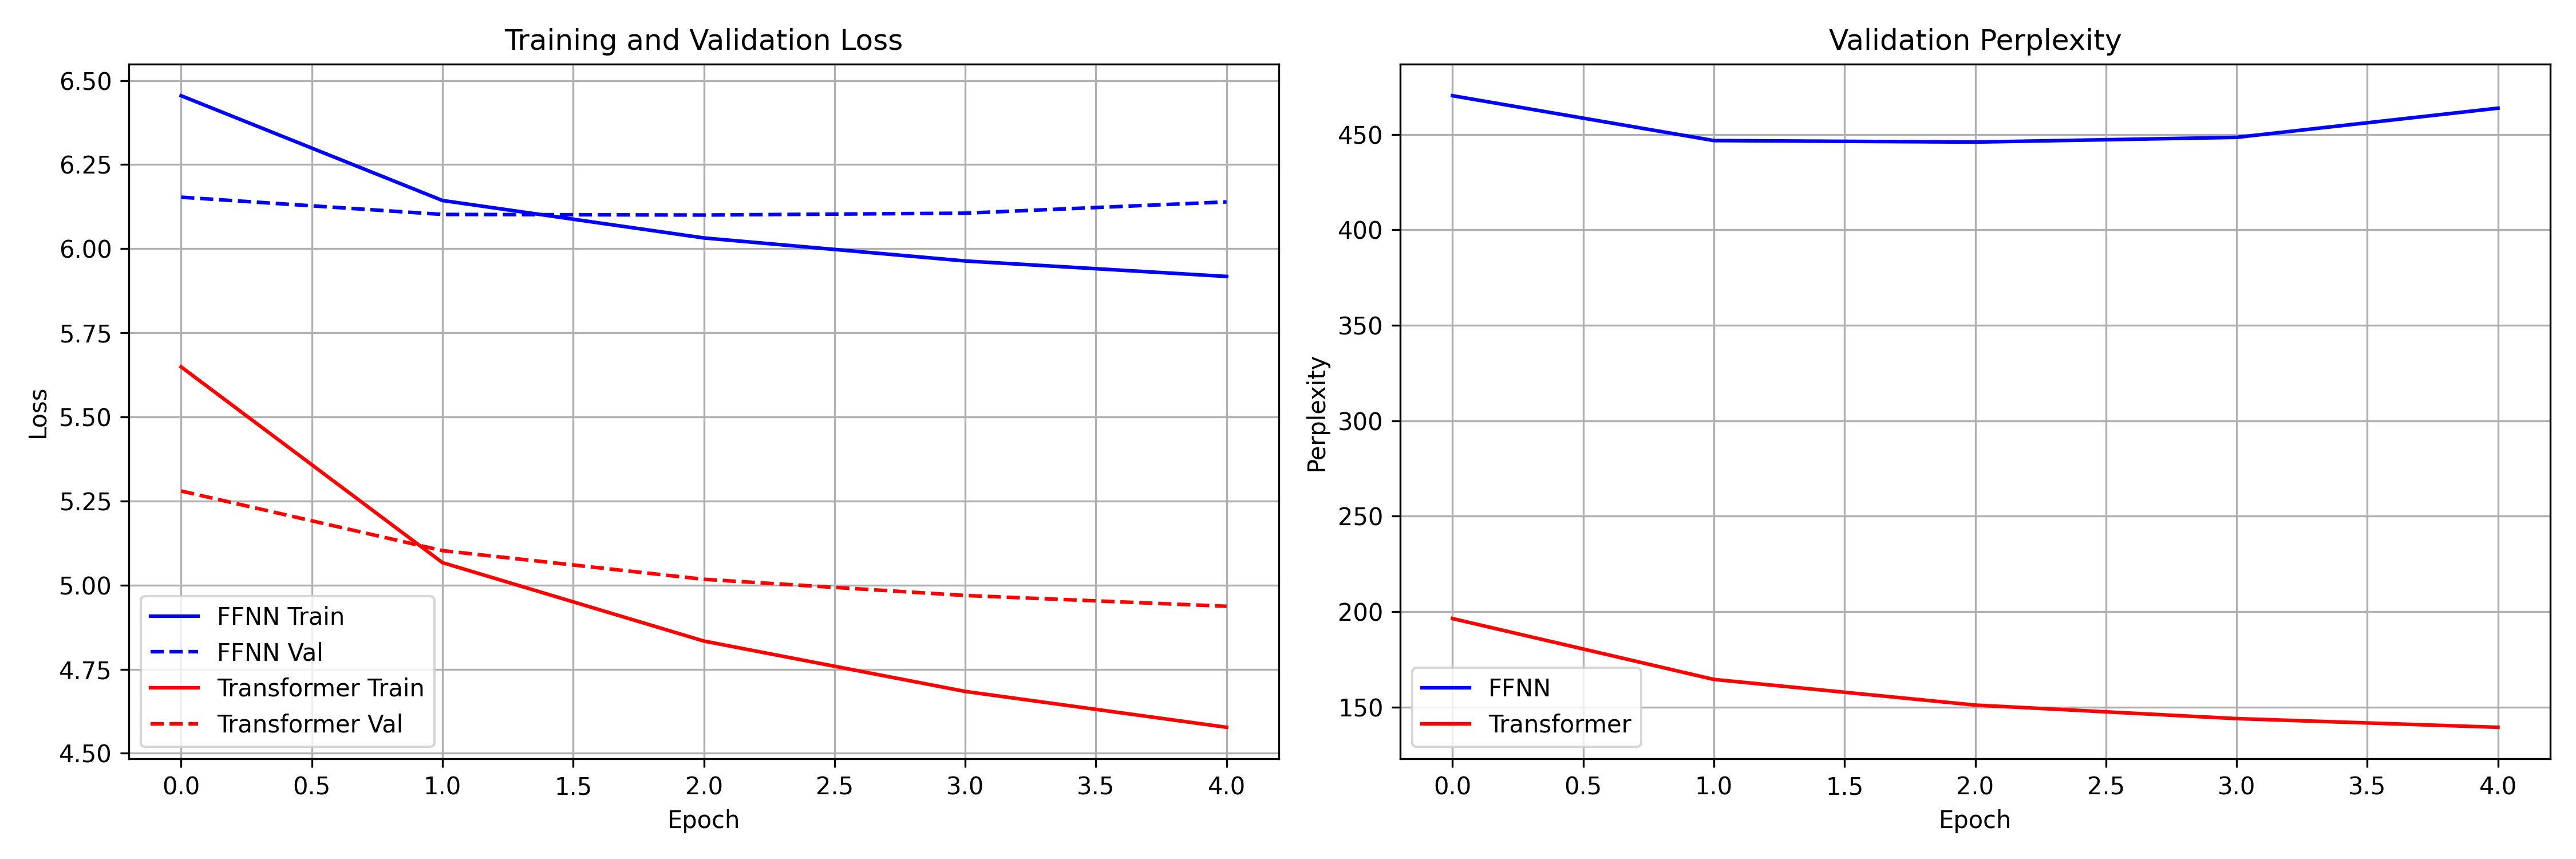 Training and Validation Loss
Loss
6.50
6.25
6.00
5.75
5.50
5.25
5.00
4.75
4.50
FFNN Train
FFNN Val
Transformer Train
Transformer Val
0.0 0.5 1.0 1.5 2.0 2.5 3.0 3.5 4.0
Epoch
Validation Perplexity
Perplexity
450
400
350
300
250
200
150
FFNN
Transformer
0.0 0.5 1.0 1.5 2.0 2.5 3.0 3.5 4.0
Epoch